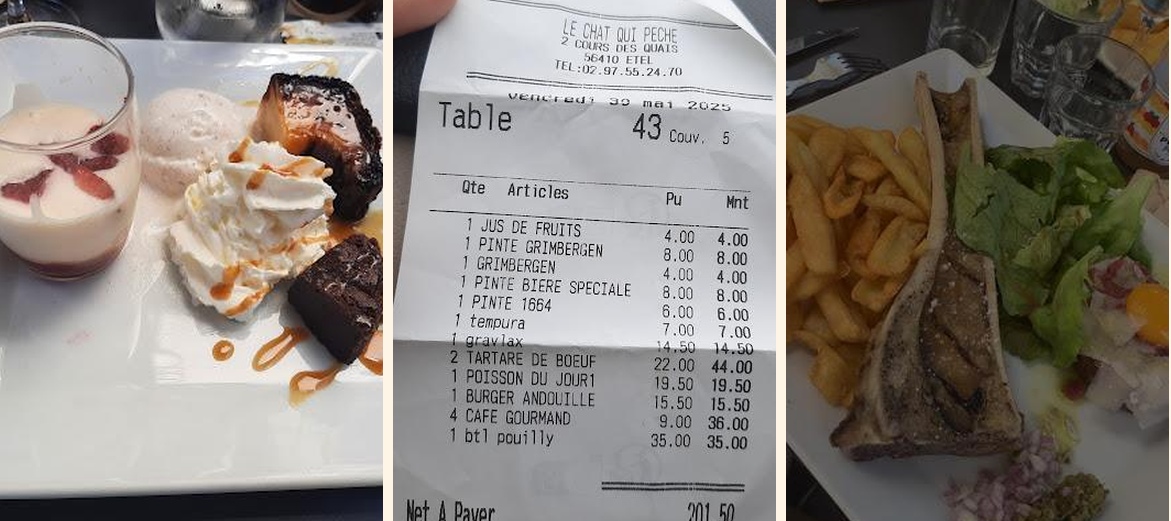 LE CHAT QUI PECHE
2 COURS DES QUAIS
56410 ETEL
TEL:02.97.55.24.70
vendredi 30 mai 2025
Table 43 Couv. 5
Qte Articles Pu Mnt
1 JUS DE FRUITS 4.00 4.00
1 PINTE GRIMBERGEN 8.00 8.00
1 GRIMBERGEN 4.00 4.00
1 PINTE BIERE SPECIALE 8.00 8.00
1 PINTE 1664 6.00 6.00
1 tempura 7.00 7.00
1 gravlax 14.50 14.50
2 TARTARE DE BOEUF 22.00 44.00
1 POISSON DU JOUR1 19.50 19.50
1 BURGER ANDOUILLE 15.50 15.50
4 CAFE GOURMAND 9.00 36.00
1 btl pouilly 35.00 35.00
Net A Payer 201.50